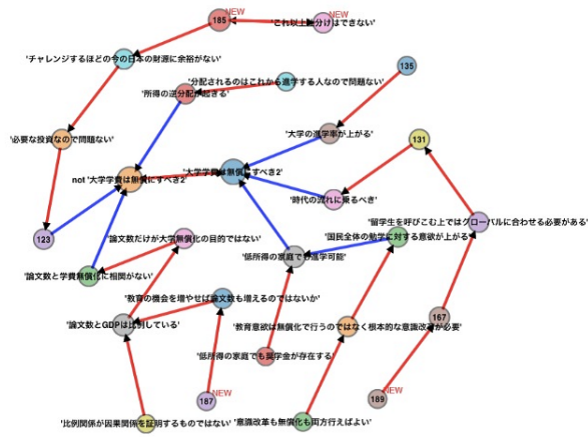 185
NEW
'これ以上仕分けはできない'
NEW
'チャレンジするほどの今の日本の財源に余裕がない'
'分配されるのはこれから進学する人なので問題ない'
135
'所得の逆分配が起きる'
'大学の進学率が上がる'
'必要な投資なので問題ない'
131
not '大学学費は無償にすべき2'
'大学学費は無償にすべき2'
'時代の流れに乗るべき'
'留学生を呼びこむ上ではグローバルに合わせる必要がある'
123
'論文数だけが大学無償化の目的ではない'
'国民全体の勉学に対する意欲が上がる'
'論文数と学費無償化に相関がない'
'低所得の家庭でも進学可能'
'教育の機会を増やせば論文数も増えるのではないか'
'論文数とGDPは比例している'
'教育意欲は無償化で行うのではなく根本的な意識改革が必要'
167
'低所得の家庭でも奨学金が存在する'
187
NEW
189
NEW
'比例関係が因果関係を証明するものではない'
'意識改革も無償化も両方行えばよい'